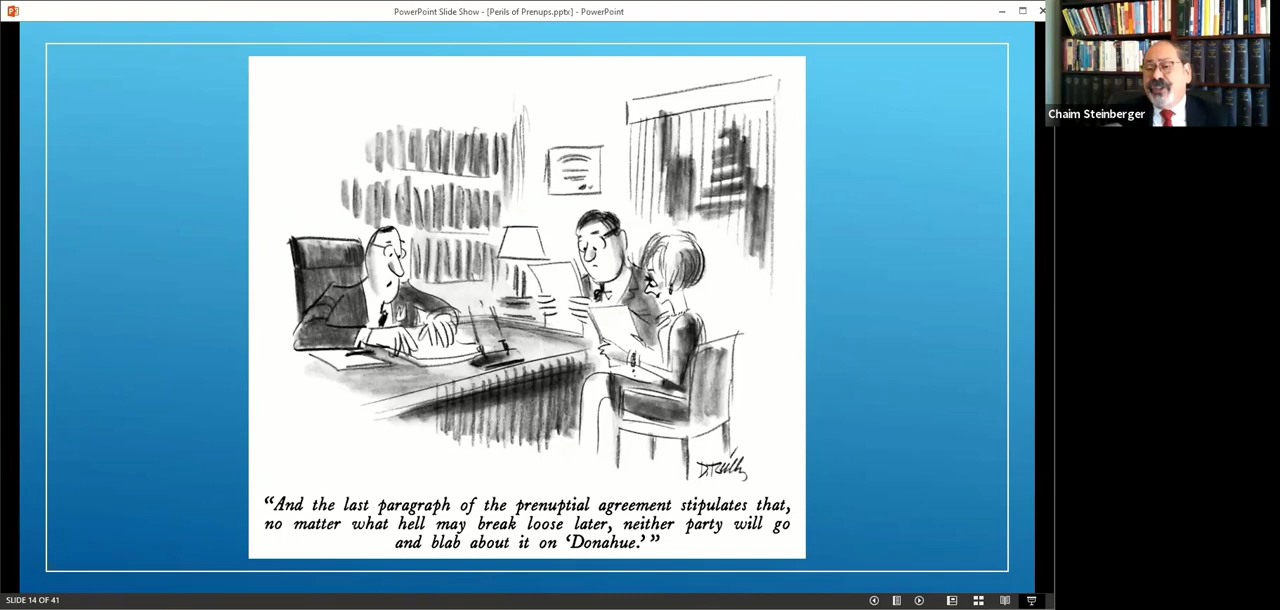 PowerPoint Slide Show - [Perils of Prenups.pptx] - PowerPoint
Chaim Steinberger
“And the last paragraph of the prenuptial agreement stipulates that,
no matter what hell may break loose later, neither party will go
and blab about it on ‘Donahue.’ ”
SLIDE 14 OF 41